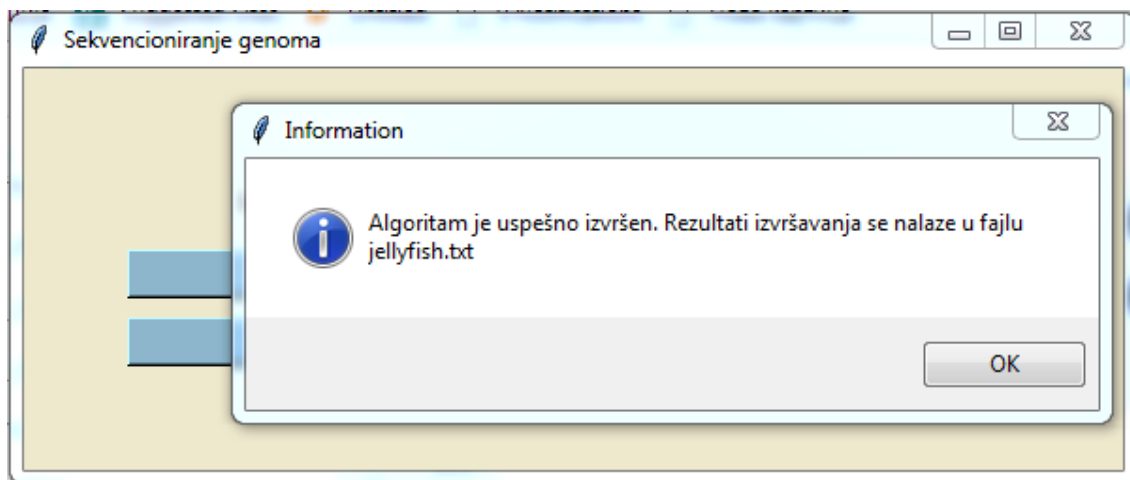 Sekvencioniranje genoma
Information
Algoritam je uspešno izvršen. Rezultati izvršavanja se nalaze u fajlu
jellyfish.txt
OK